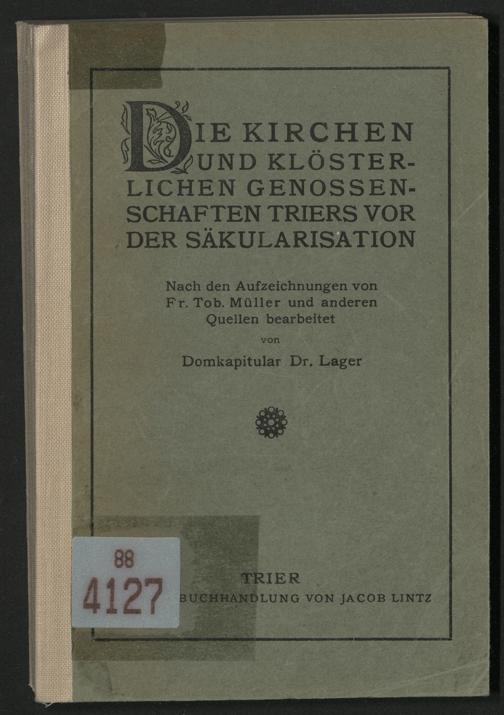 DIE KIRCHEN
UND KLÖSTER-
LICHEN GENOSSEN-
SCHAFTEN TRIERS VOR
DER SÄKULARISATION
Nach den Aufzeichnungen von
Fr. Tob. Müller und anderen
Quellen bearbeitet
von
Domkapitular Dr. Lager
88
4127
TRIER
BUCHHANDLUNG VON JACOB LINTZ